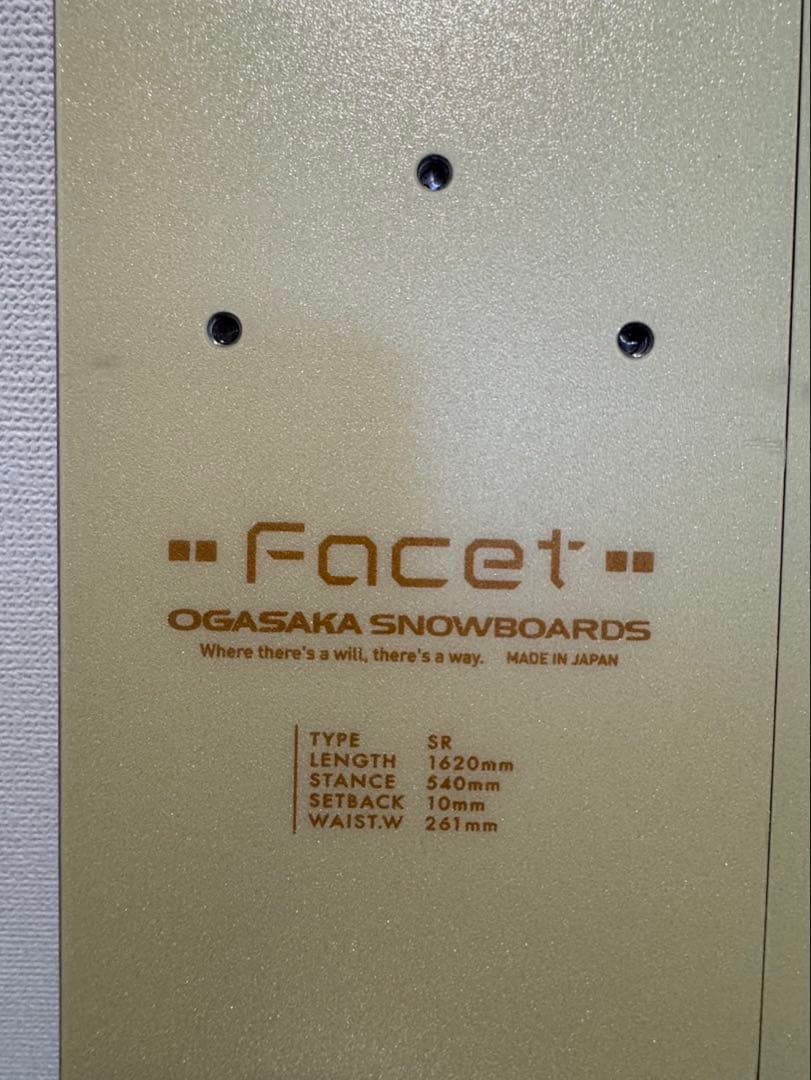 Facet
OGASAKA SNOWBOARDS
Where there's a will, there's a way. MADE IN JAPAN
TYPE SR
LENGTH 1620mm
STANCE 540mm
SETBACK 10mm
WAIST.W 261mm